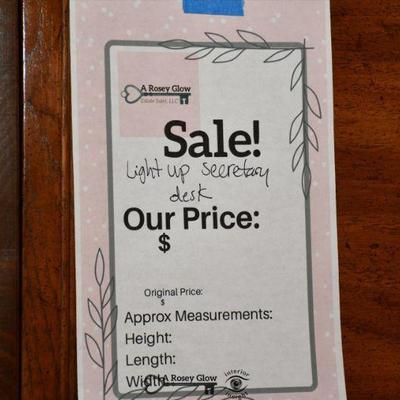 A Rosey Glow
Estate Sales, LLC
Sale!
Light up secretary
desk
Our Price:
$
Original Price:
$
Approx Measurements:
Height:
Length:
Width:
A Rosey Glow
interior